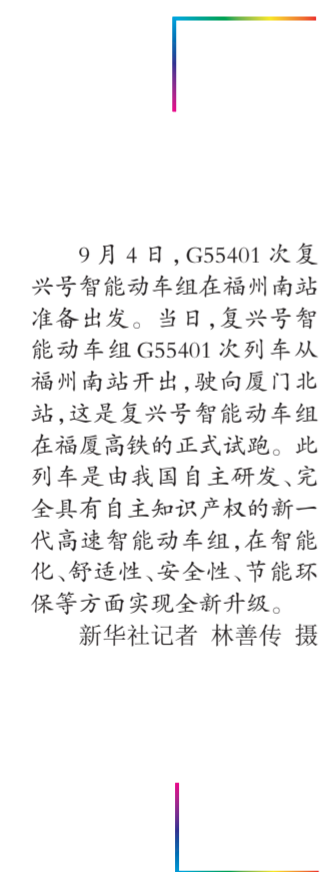 9月4日,G55401次复
兴号智能动车组在福州南站
准备出发。当日,复兴号智
能动车组G55401次列车从
福州南站开出,驶向厦门北
站,这是复兴号智能动车组
在福厦高铁的正式试跑。此
列车是由我国自主研发、完
全具有自主知识产权的新一
代高速智能动车组,在智能
化、舒适性、安全性、节能环
保等方面实现全新升级。
新华社记者 林善传 摄